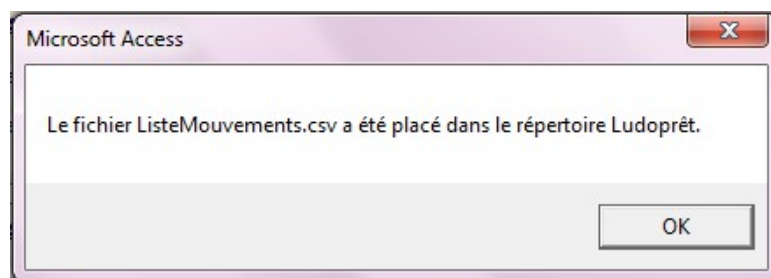 Microsoft Access
Le fichier ListeMouvements.csv a été placé dans le répertoire Ludoprêt.
OK